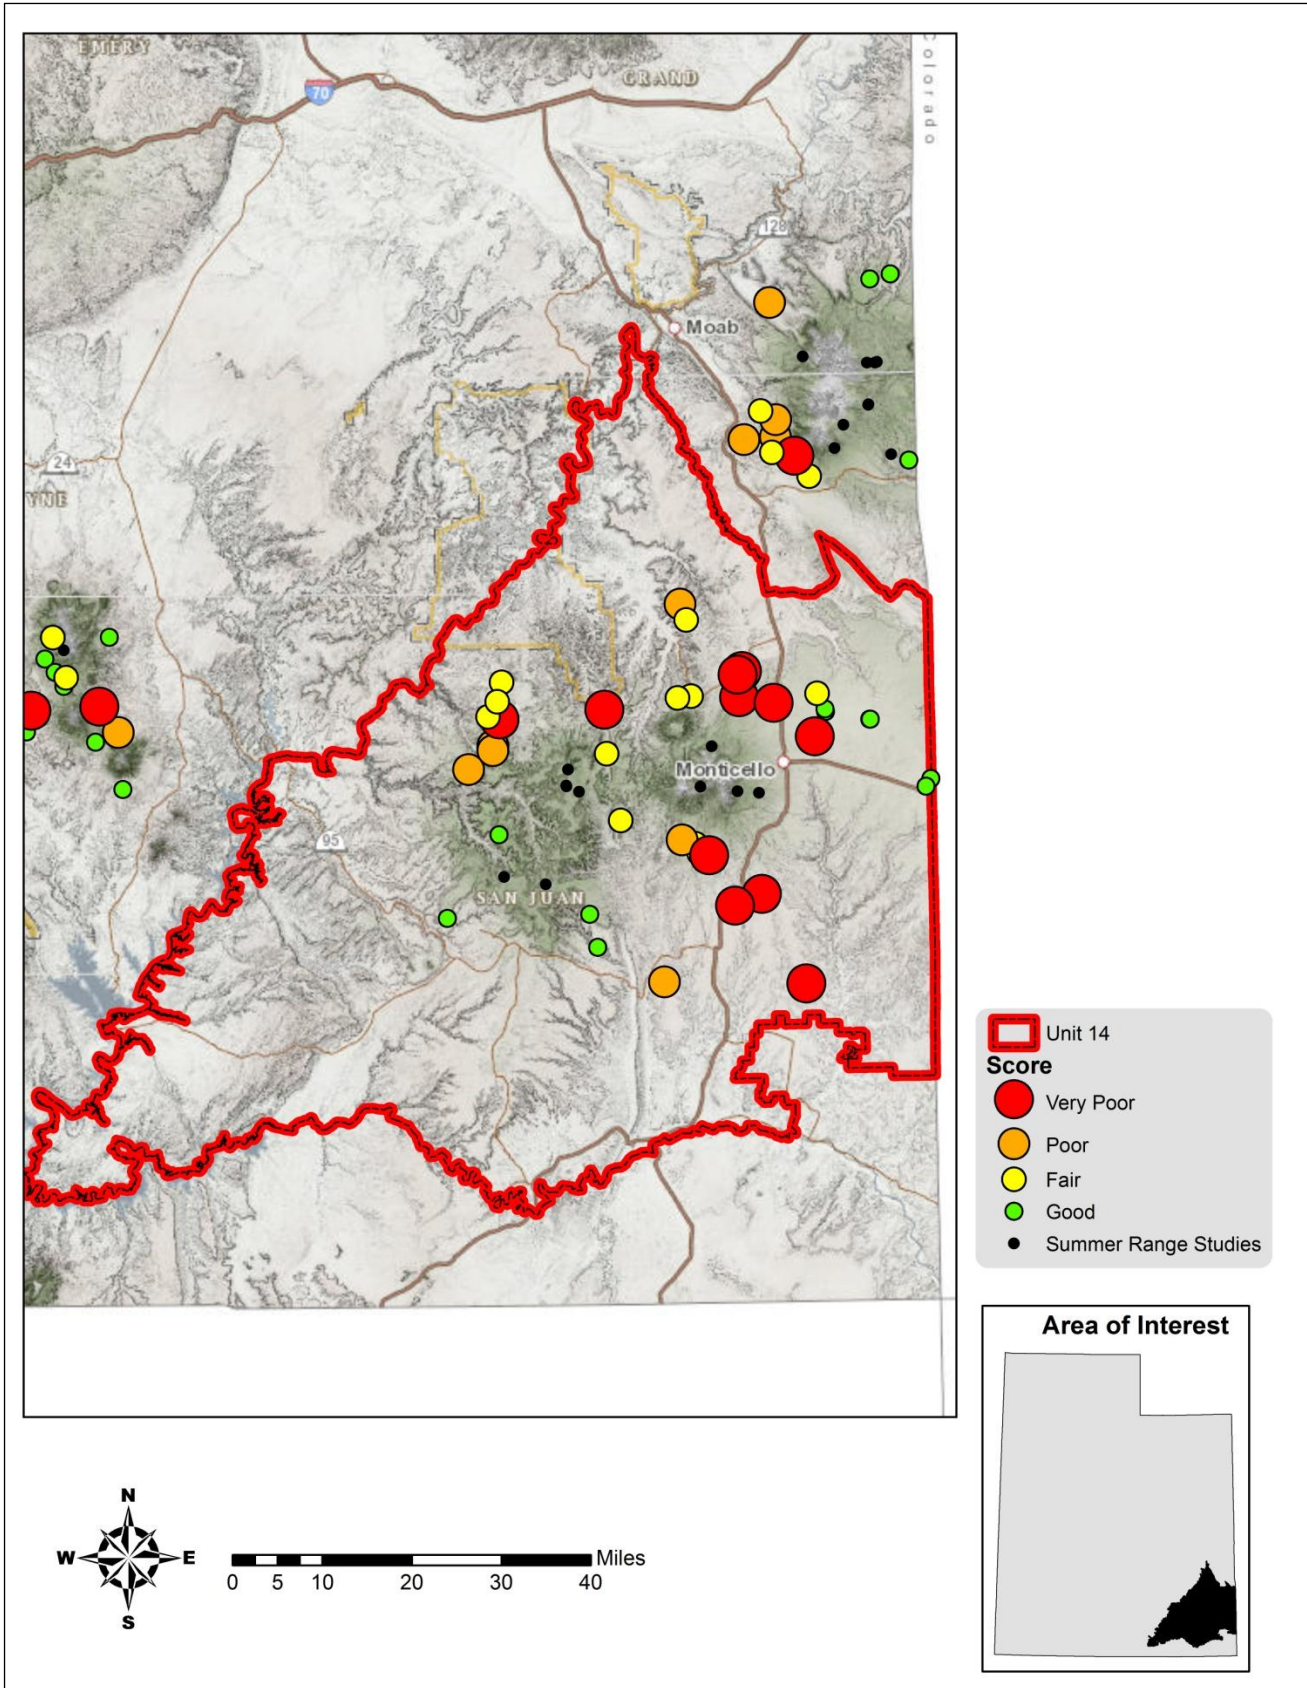 EMERY
GRAND
Colorado
70
128
Moab
24
YNE
Monticello
95
SAN JUAN
Unit 14
Score
Very Poor
Poor
Fair
Good
Summer Range Studies
Area of Interest
N
W E
S
Miles
0 5 10 20 30 40